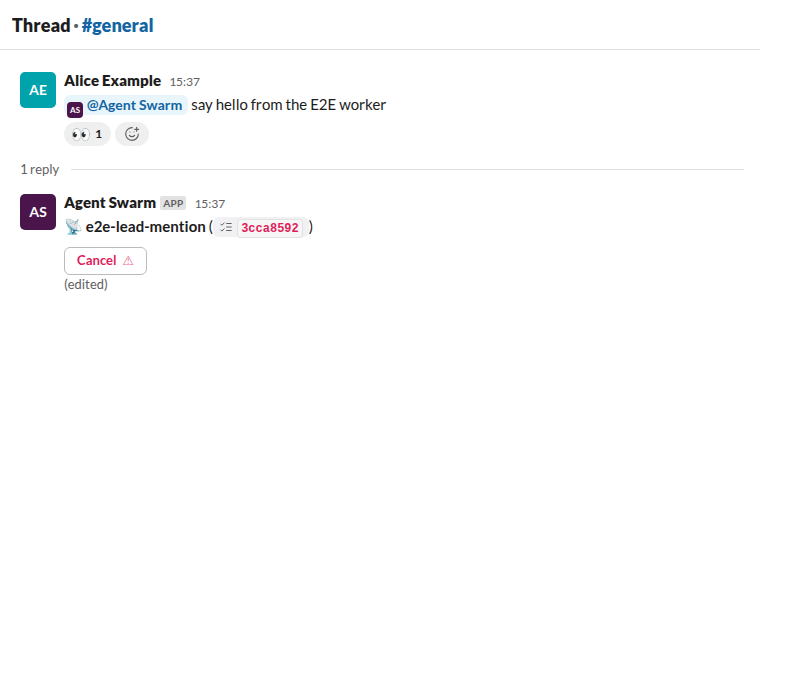 Thread • #general
AE
Alice Example 15:37
AS @Agent Swarm say hello from the E2E worker
👀 1
1 reply
AS
Agent Swarm APP 15:37
📡 e2e-lead-mention ( 3cca8592 )
Cancel ⚠
(edited)